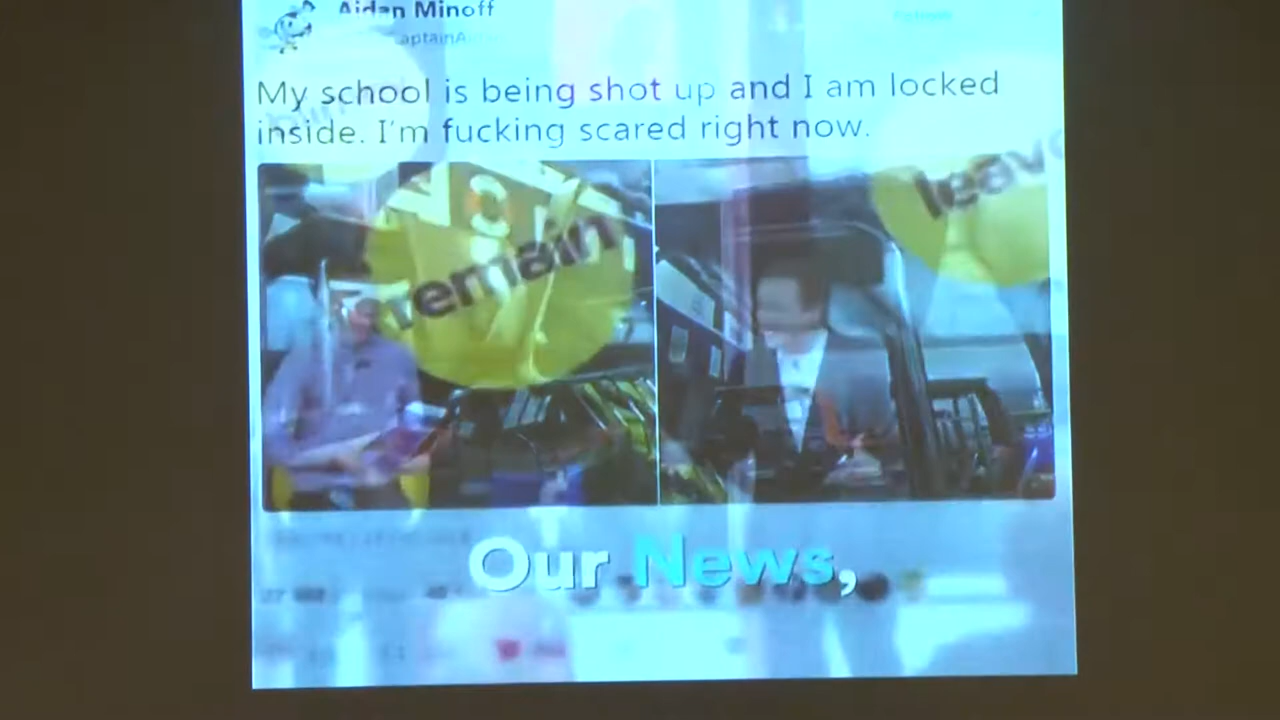 Aidan Minoff
My school is being shot up and I am locked
inside. I'm fucking scared right now.
leave
remain
Our News,